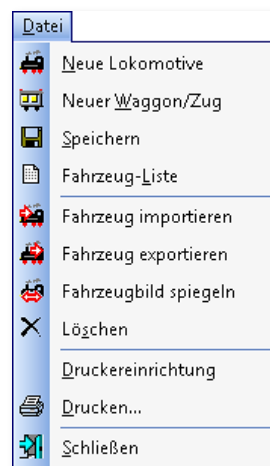 Datei
Neue Lokomotive
Neuer Waggon/Zug
Speichern
Fahrzeug-Liste
Fahrzeug importieren
Fahrzeug exportieren
Fahrzeugbild spiegeln
Löschen
Druckereinrichtung
Drucken...
Schließen